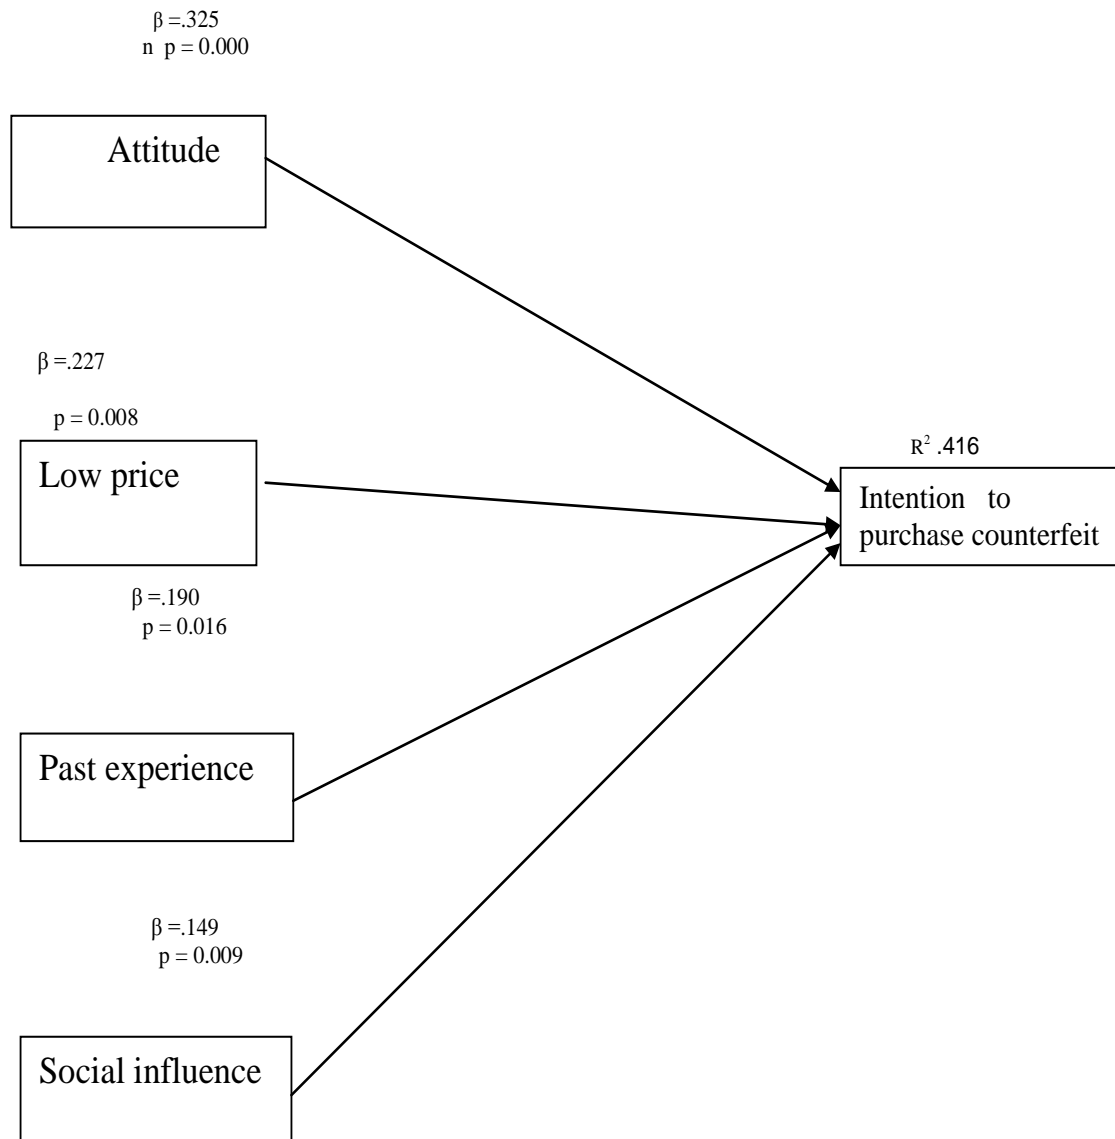 β =.325
n p = 0.000
Attitude
β =.227
p = 0.008
Low price
R² .416
Intention to
purchase counterfeit
β =.190
p = 0.016
Past experience
β =.149
p = 0.009
Social influence